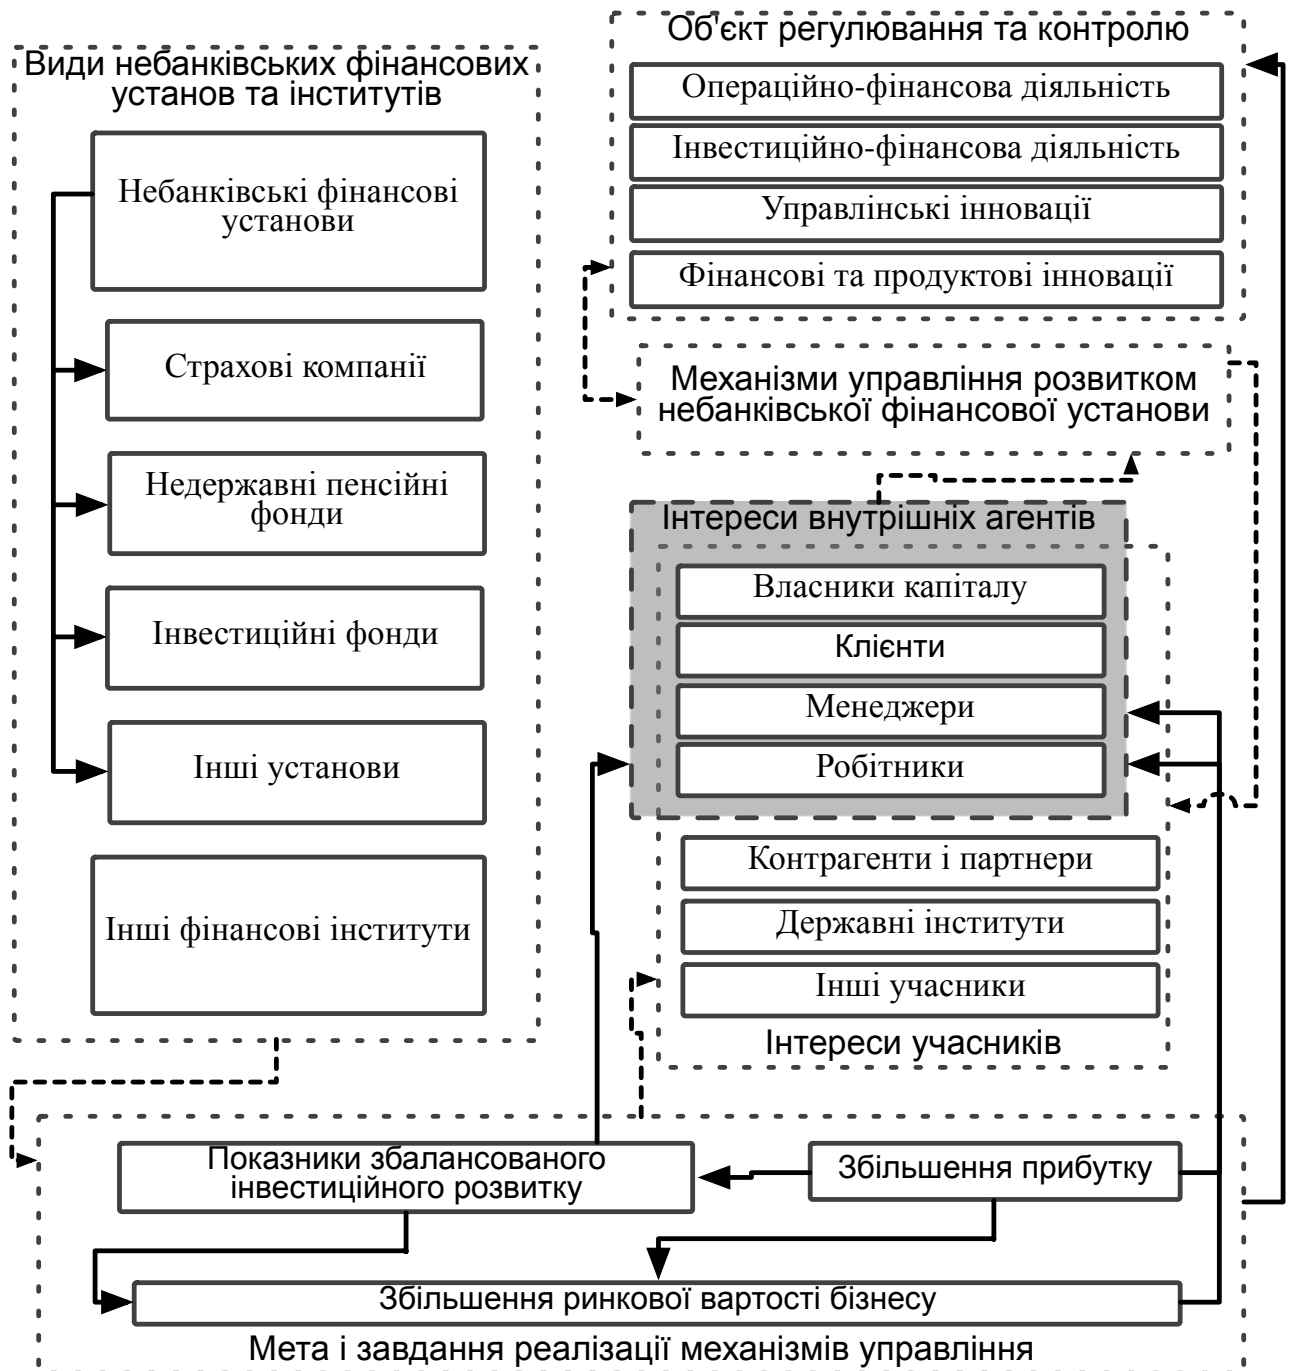 Види небанківських фінансових
установ та інститутів
Небанківські фінансові
установи
Страхові компанії
Недержавні пенсійні
фонди
Інвестиційні фонди
Інші установи
Інші фінансові інститути
Об'єкт регулювання та контролю
Операційно-фінансова діяльність
Інвестиційно-фінансова діяльність
Управлінські інновації
Фінансові та продуктові інновації
Механізми управління розвитком
небанківської фінансової установи
Інтереси внутрішніх агентів
Власники капіталу
Клієнти
Менеджери
Робітники
Контрагенти і партнери
Державні інститути
Інші учасники
Інтереси учасників
Показники збалансованого
інвестиційного розвитку
Збільшення прибутку
Збільшення ринкової вартості бізнесу
Мета і завдання реалізації механізмів управління